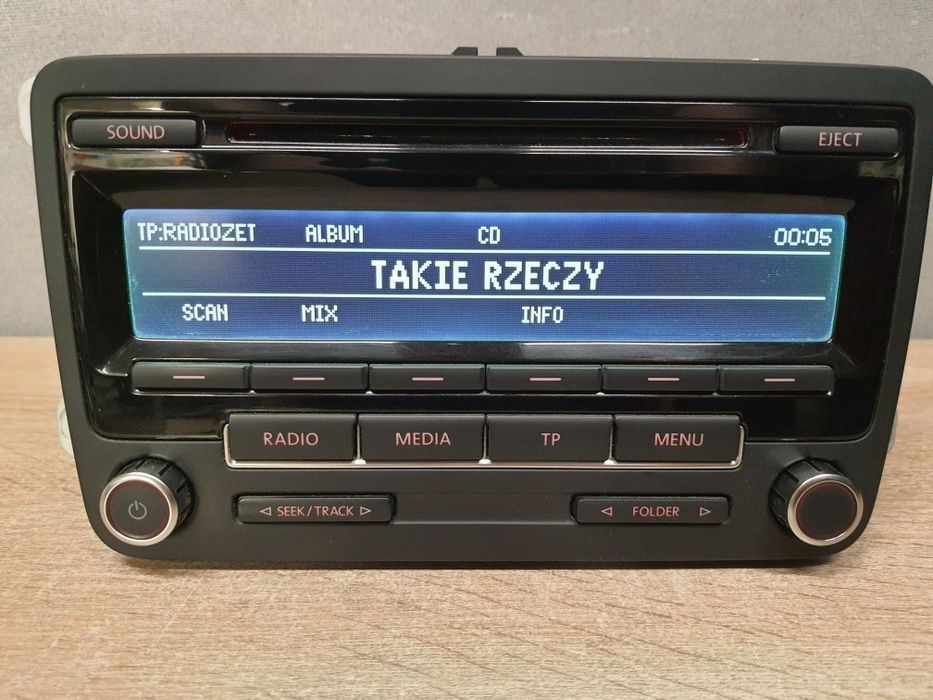 SOUND EJECT
TP:RADIOZET ALBUM CD 00:05
TAKIE RZECZY
SCAN MIX INFO
RADIO MEDIA TP MENU
SEEK / TRACK FOLDER